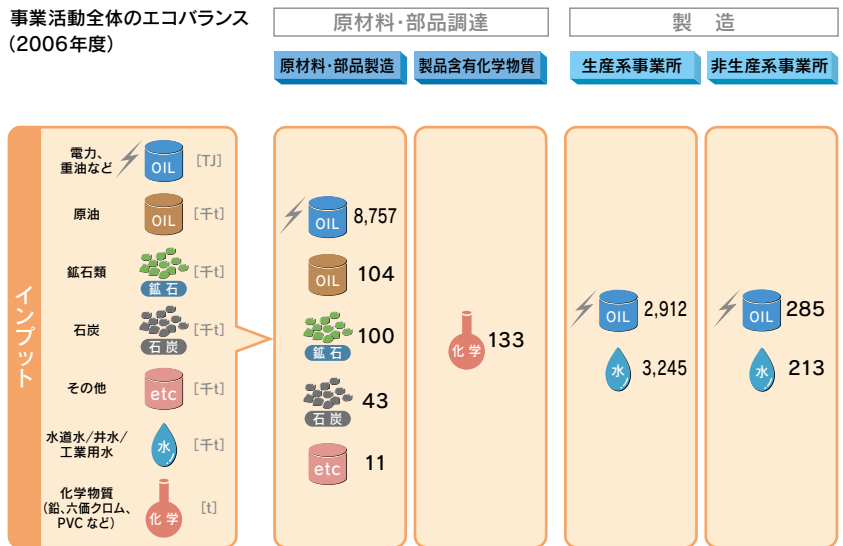 事業活動全体のエコバランス
(2006年度)
原材料・部品調達
製 造
原材料・部品製造
製品含有化学物質
生産系事業所
非生産系事業所
インプット
電力、
重油など
OIL
[TJ]
原油
OIL
[千t]
鉱石類
鉱石
[千t]
石炭
石炭
[千t]
その他
etc
[千t]
水道水/井水/
工業用水
水
[千t]
化学物質
(鉛、六価クロム、
PVC など)
化学
[t]
OIL 8,757
OIL 104
鉱石 100
石炭 43
etc 11
化学 133
OIL 2,912
水 3,245
OIL 285
水 213